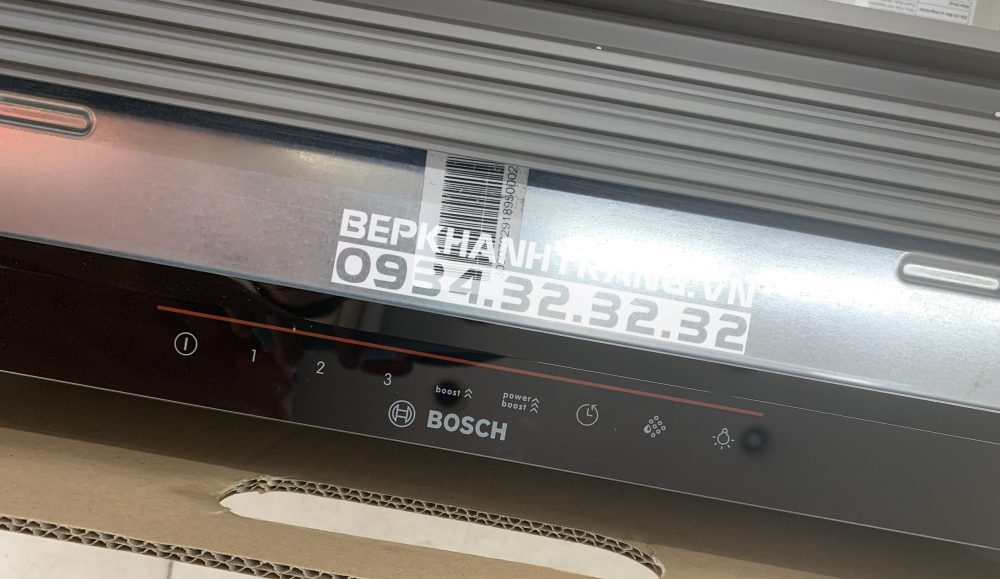 BEPKHANHTRANG.VN
0934.32.32.32
1
2
3
boost
power
boost
BOSCH